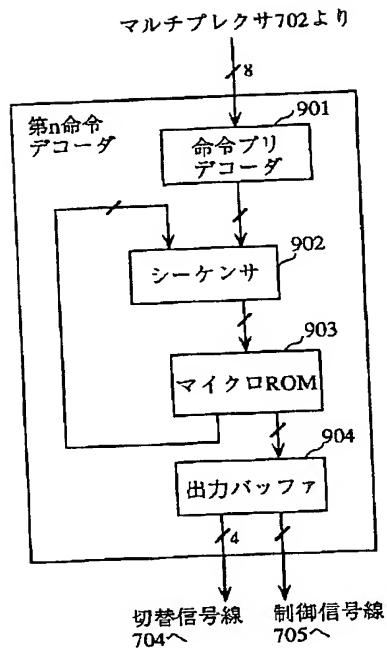 マルチプレクサ702より
8
第n命令
デコーダ
901
命令プリ
デコーダ
902
シーケンサ
903
マイクロROM
904
出力バッファ
4
切替信号線
704へ
制御信号線
705へ